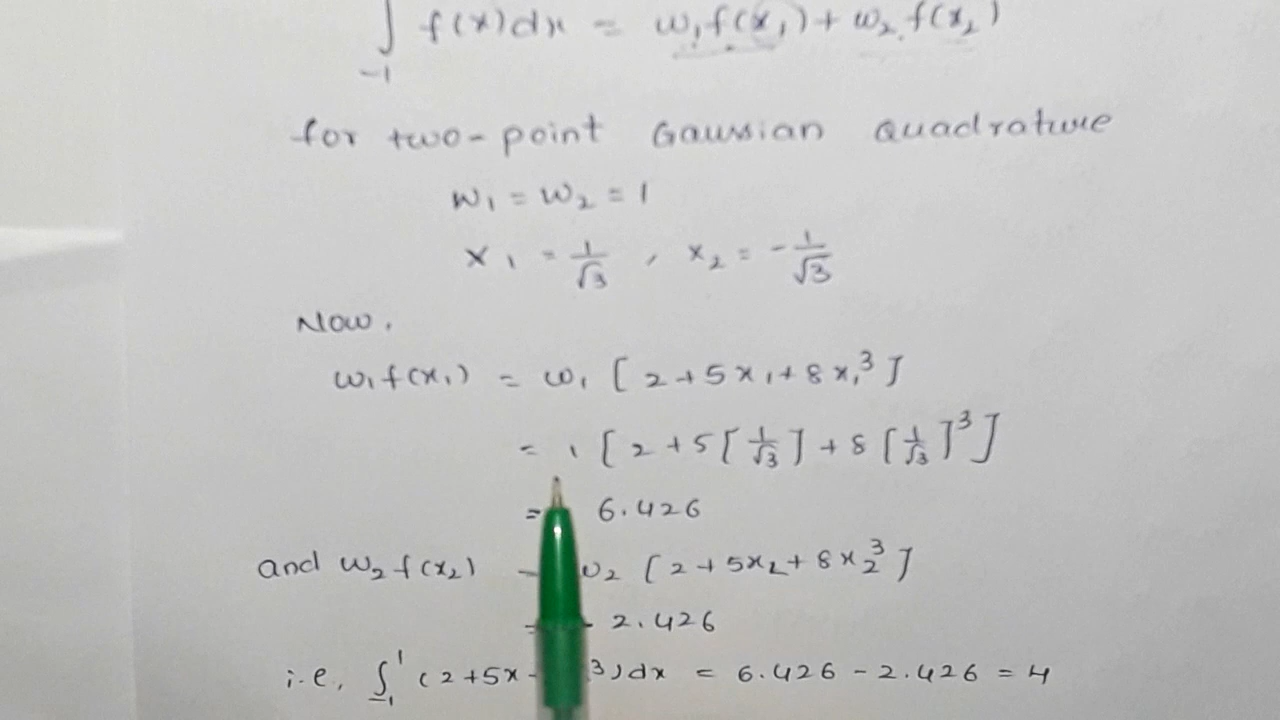 ∫₋₁ f(x)dx = w₁f(x₁) + w₂f(x₂)
for two-point Gaussian Quadrature
w₁ = w₂ = 1
x₁ = 1/√3 , x₂ = -1/√3
Now,
w₁f(x₁) = w₁ [2+5x₁+8x₁³]
= 1 [2+5[1/√3]+8[1/√3]³]
= 6.426
and w₂f(x₂) = w₂ [2+5x₂+8x₂³]
= - 2.426
i.e, ∫₋₁¹ (2+5x+ ³)dx = 6.426 - 2.426 = 4